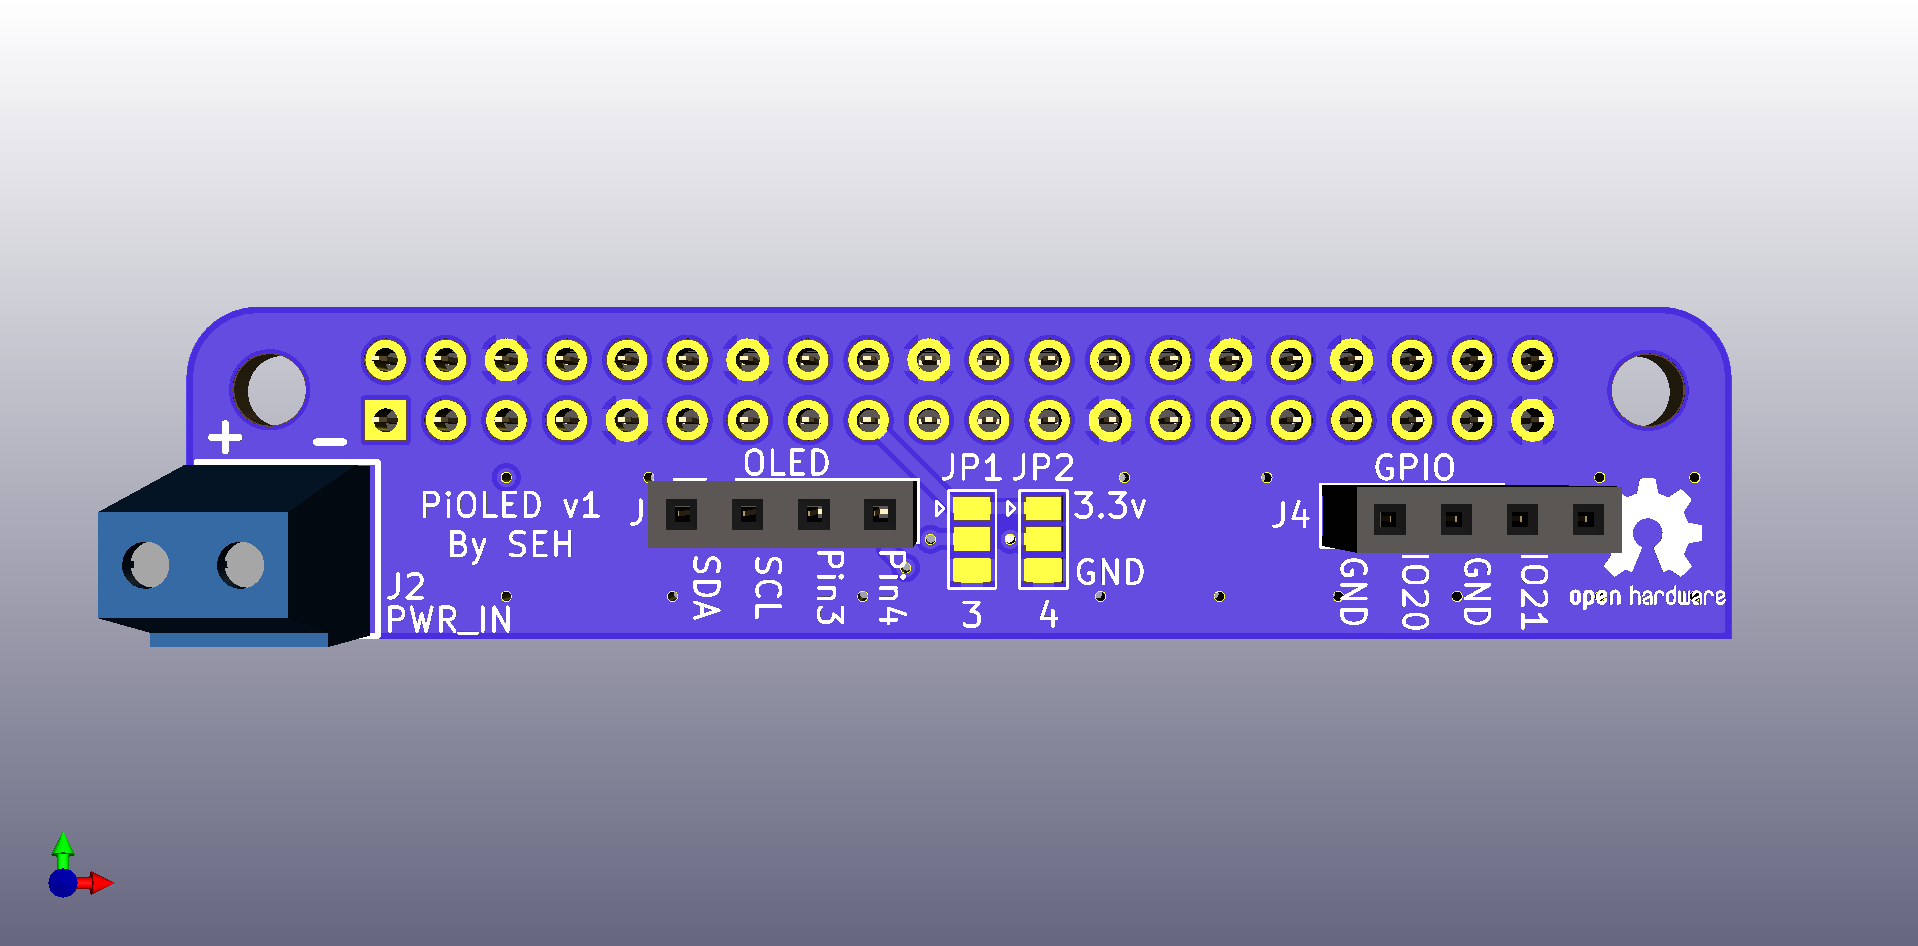 + -
OLED
JP1 JP2
GPIO
PiOLED v1
By SEH
J
3.3v
J4
GND
J2
PWR_IN
SDA
SCL
Pin3
Pin4
3
4
GND
IO20
GND
IO21
open hardware